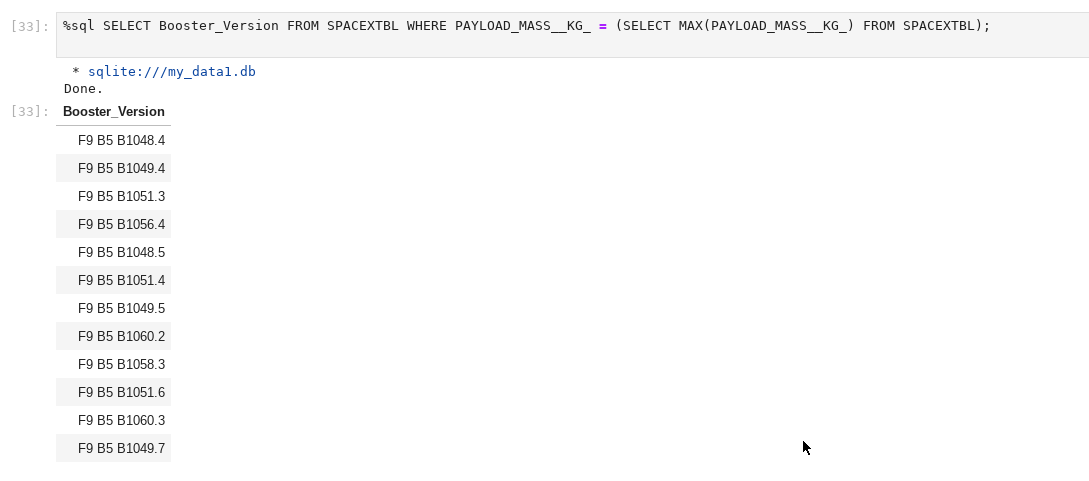 [33]: %sql SELECT Booster_Version FROM SPACEXTBL WHERE PAYLOAD_MASS__KG_ = (SELECT MAX(PAYLOAD_MASS__KG_) FROM SPACEXTBL);
* sqlite:///my_data1.db
Done.
[33]: Booster_Version
F9 B5 B1048.4
F9 B5 B1049.4
F9 B5 B1051.3
F9 B5 B1056.4
F9 B5 B1048.5
F9 B5 B1051.4
F9 B5 B1049.5
F9 B5 B1060.2
F9 B5 B1058.3
F9 B5 B1051.6
F9 B5 B1060.3
F9 B5 B1049.7